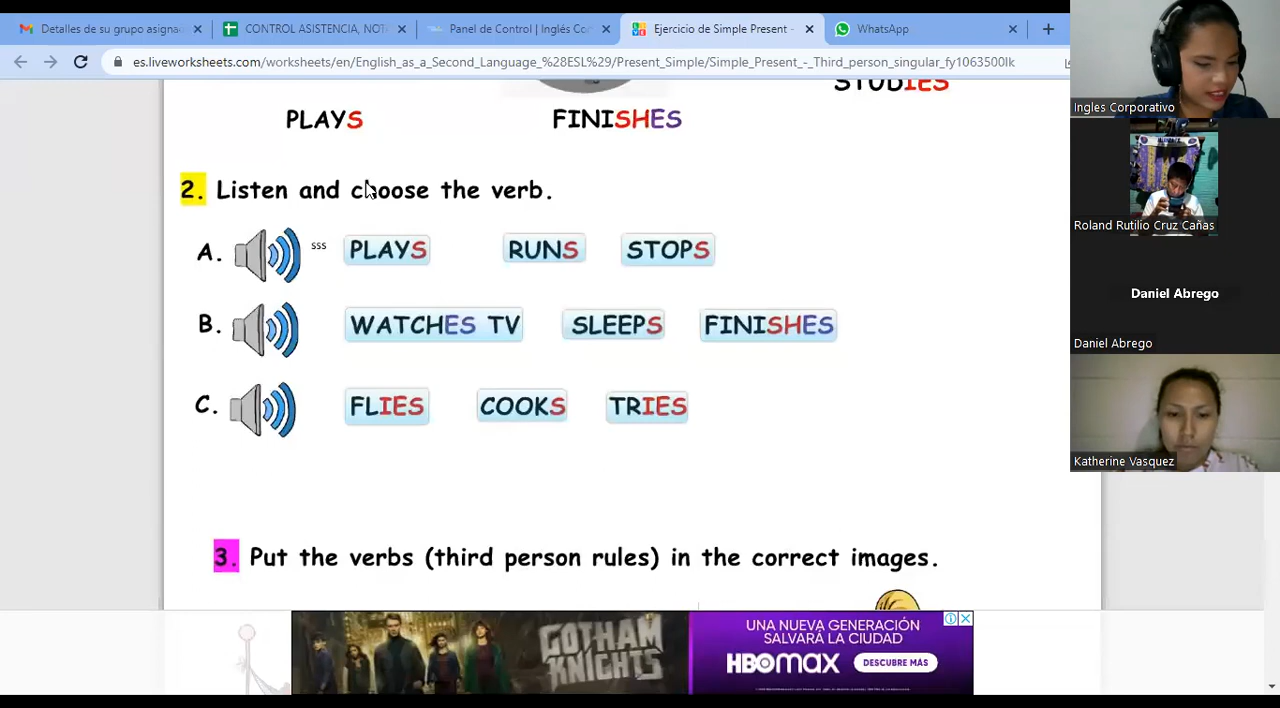 Detalles de su grupo asigna
CONTROL ASISTENCIA, NOT
Panel de Control | Inglés Co
Ejercicio de Simple Present -
WhatsApp
es.liveworksheets.com/worksheets/en/English_as_a_Second_Language_%28ESL%29/Present_Simple/Simple_Present_-_Third_person_singular_fy1063500lk
STUDIES
PLAYS
FINISHES
2. Listen and choose the verb.
A. sss PLAYS RUNS STOPS
B. WATCHES TV SLEEPS FINISHES
C. FLIES COOKS TRIES
3. Put the verbs (third person rules) in the correct images.
GOTHAM
KNIGHTS
UNA NUEVA GENERACIÓN
SALVARÁ LA CIUDAD
HBOMAX
DESCUBRE MÁS
Ingles Corporativo
Roland Rutilio Cruz Cañas
Daniel Abrego
Daniel Abrego
Katherine Vasquez